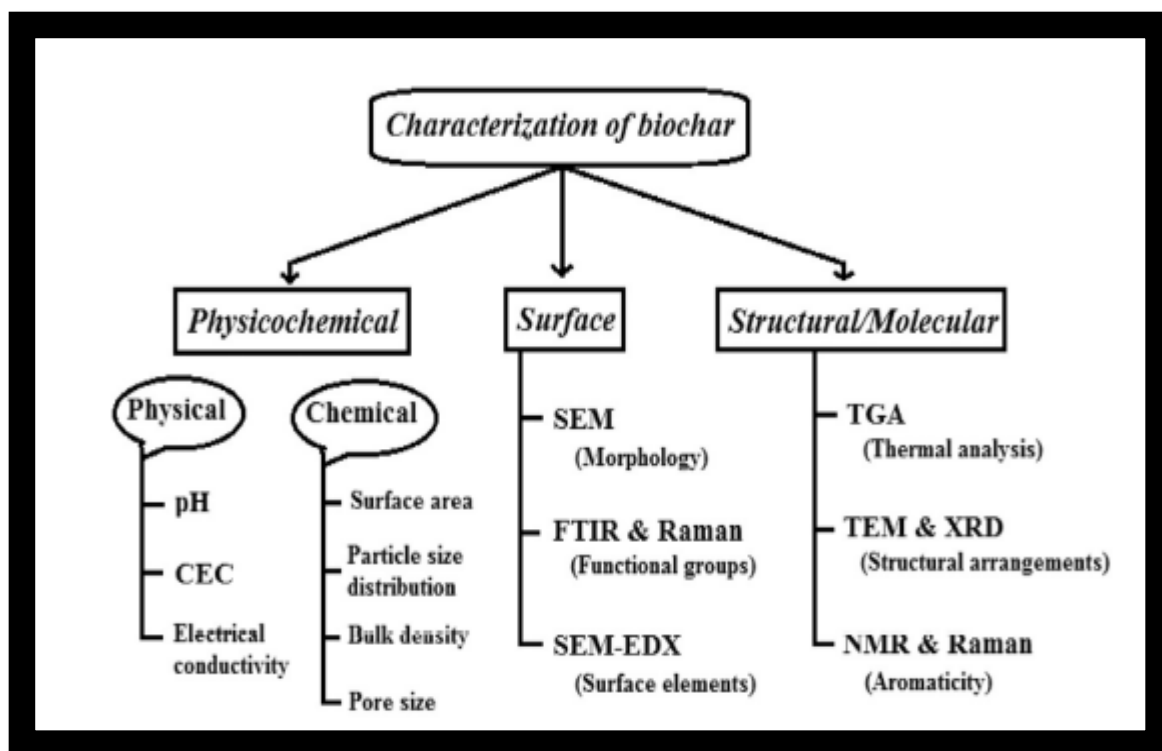 Characterization of biochar
Physicochemical
Surface
Structural/Molecular
Physical
pH
CEC
Electrical
conductivity
Chemical
Surface area
Particle size
distribution
Bulk density
Pore size
SEM
(Morphology)
FTIR & Raman
(Functional groups)
SEM-EDX
(Surface elements)
TGA
(Thermal analysis)
TEM & XRD
(Structural arrangements)
NMR & Raman
(Aromaticity)